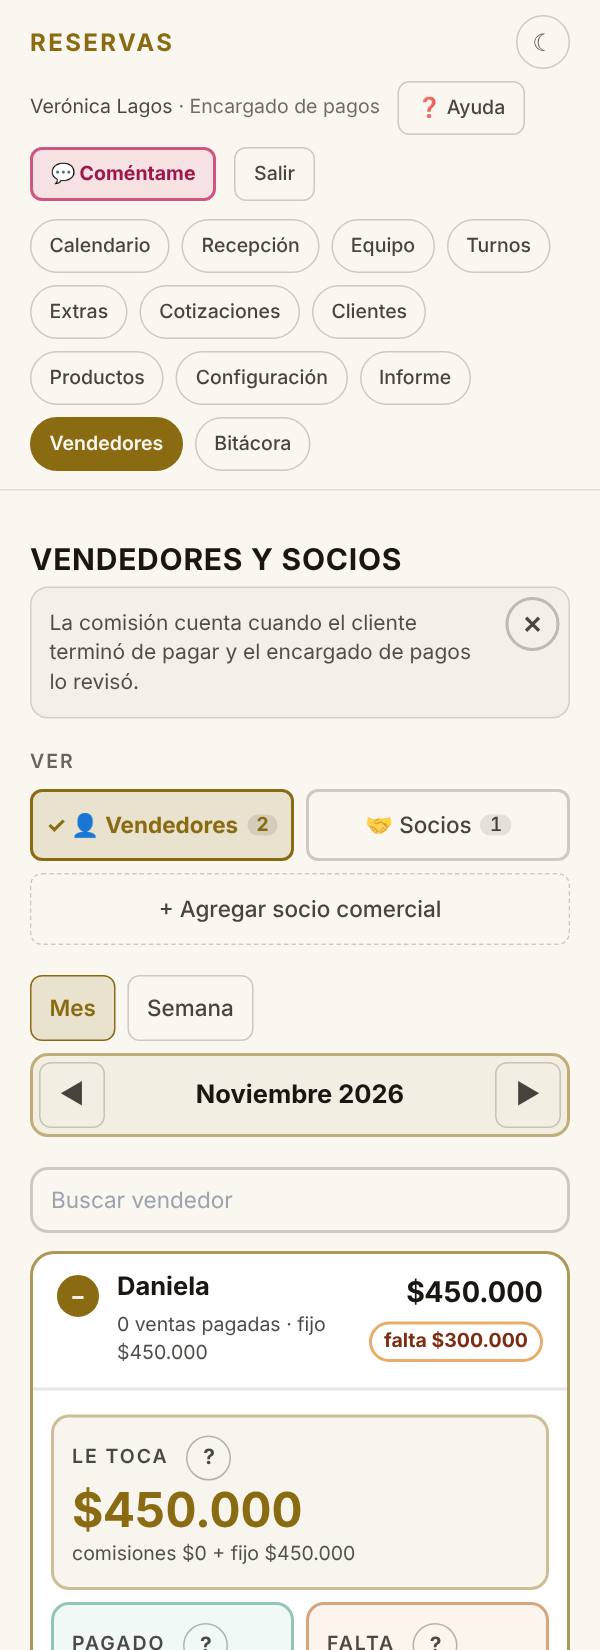 RESERVAS
☾
Verónica Lagos · Encargado de pagos
❓ Ayuda
💬 Coméntame
Salir
Calendario
Recepción
Equipo
Turnos
Extras
Cotizaciones
Clientes
Productos
Configuración
Informe
Vendedores
Bitácora
VENDEDORES Y SOCIOS
La comisión cuenta cuando el cliente
terminó de pagar y el encargado de pagos
lo revisó.
✕
VER
✓ 👤 Vendedores 2
🤝 Socios 1
+ Agregar socio comercial
Mes
Semana
◀ Noviembre 2026 ▶
Buscar vendedor
– Daniela
$450.000
0 ventas pagadas · fijo
$450.000
falta $300.000
LE TOCA ?
$450.000
comisiones $0 + fijo $450.000
PAGADO ?
FALTA ?